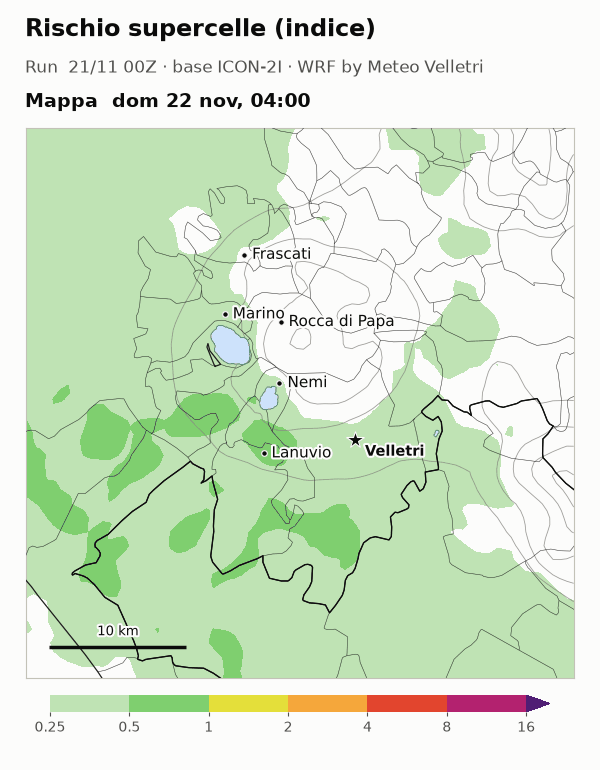 Rischio supercelle (indice)
Run  21/11 00Z · base ICON-2I · WRF by Meteo Velletri
Mappa  dom 22 nov, 04:00
Frascati
Marino
Rocca di Papa
Nemi
Velletri
Lanuvio
10 km
0.25 0.5 1 2 4 8 16